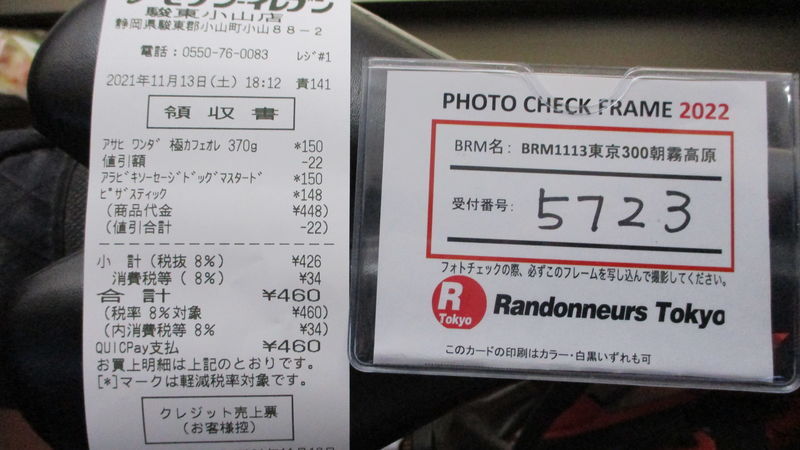 セブン-イレブン
駿東小山店
静岡県駿東郡小山町小山88-2
電話:0550-76-0083 レジ#1
2021年11月13日(土) 18:12 責141
領収書
アサヒ ワンダ 極カフェオレ 370g *150
値引額 -22
アラビキソーセージドッグマスタード *150
ピザスティック *148
(商品代金 ¥448)
(値引合計 -22)
小 計(税抜 8%) ¥426
消費税等( 8%) ¥34
合 計 ¥460
(税率 8%対象 ¥460)
(内消費税等 8% ¥34)
QUICPay支払 ¥460
お買上明細は上記のとおりです。
[*]マークは軽減税率対象です。
クレジット売上票
(お客様控)
PHOTO CHECK FRAME 2022
BRM名: BRM1113東京300朝霧高原
受付番号: 5723
フォトチェックの際、必ずこのフレームを写し込んで撮影してください。
R
Tokyo
Randonneurs Tokyo
このカードの印刷はカラー・白黒いずれも可